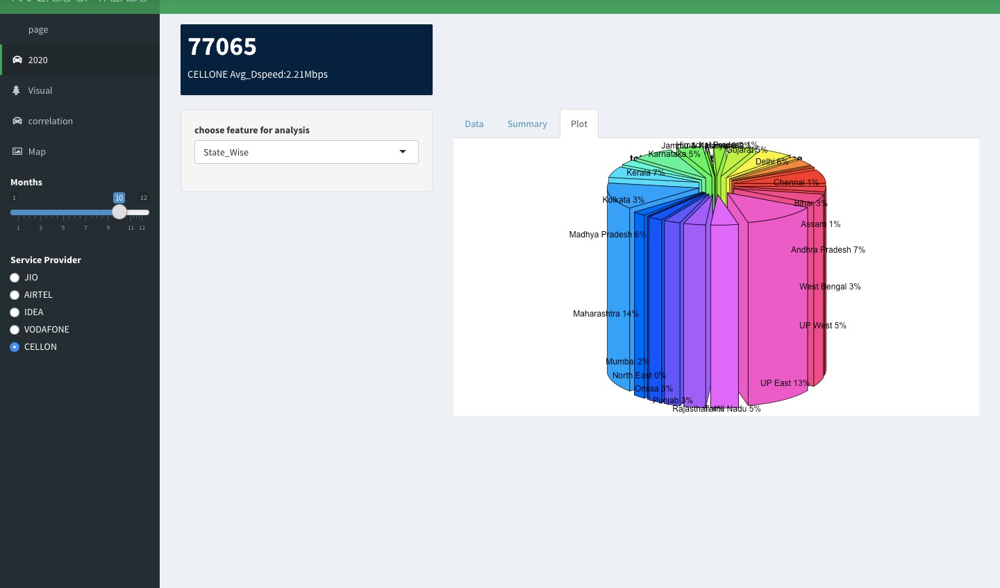 ANALYSIS OF TRENDS
page
2020
Visual
correlation
Map
Months
1 10 12
1 3 5 7 9 11 12
Service Provider
JIO
AIRTEL
IDEA
VODAFONE
CELLON
77065
CELLONE Avg_Dspeed:2.21Mbps
choose feature for analysis
State_Wise
Data Summary Plot
Karnataka 5%
Gujarat 5%
Delhi 6%
Kerala 7%
Chennai 1%
Kolkata 3%
Bihar 3%
Assam 1%
Madhya Pradesh 6%
Andhra Pradesh 7%
West Bengal 3%
Maharashtra 14%
UP West 5%
Mumbai 2%
North East 0%
UP East 13%
Orissa 3%
Punjab 3%
Rajasthan 4%
Tamil Nadu 5%